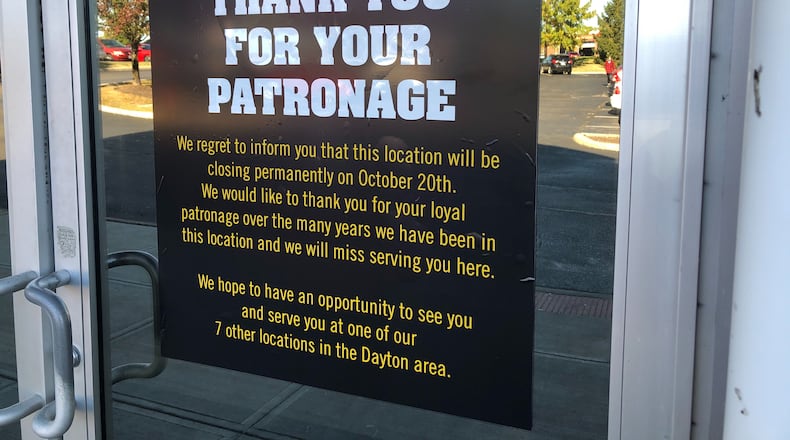 THANK YOU
FOR YOUR
PATRONAGE
We regret to inform you that this location will be
closing permanently on October 20th.
We would like to thank you for your loyal
patronage over the many years we have been in
this location and we will miss serving you here.
We hope to have an opportunity to see you
and serve you at one of our
7 other locations in the Dayton area.